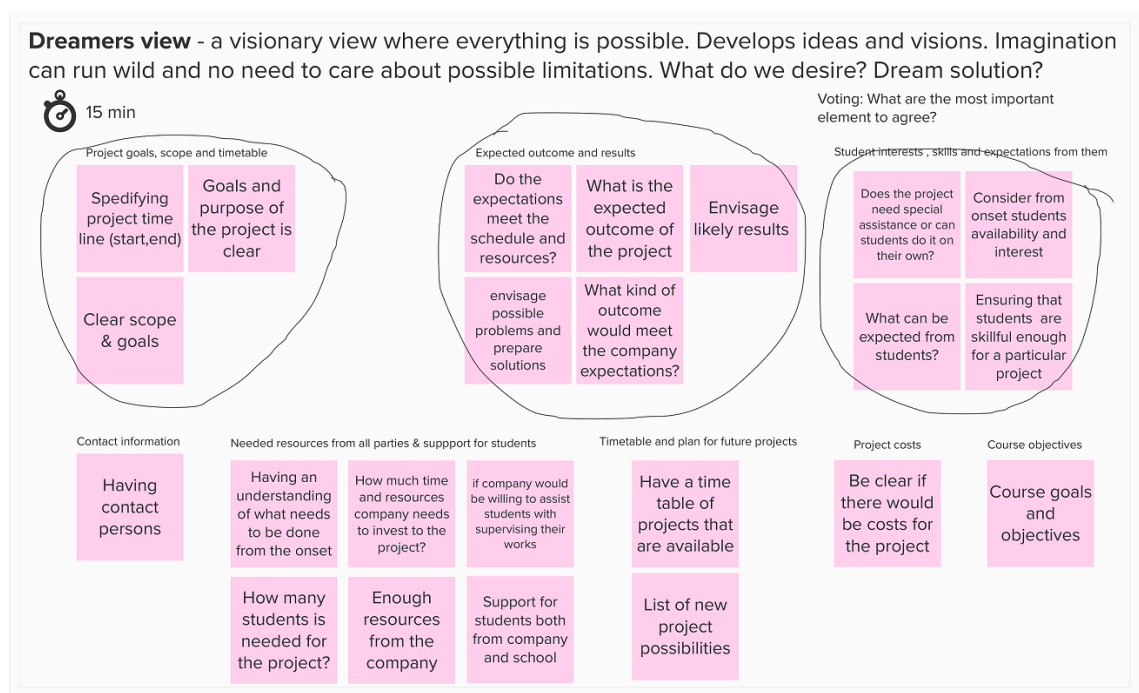 Dreamers view - a visionary view where everything is possible. Develops ideas and visions. Imagination
can run wild and no need to care about possible limitations. What do we desire? Dream solution?
15 min
Voting: What are the most important
element to agree?
Project goals, scope and timetable
Spedifying
project time
line (start,end)
Goals and
purpose of
the project is
clear
Clear scope
& goals
Expected outcome and results
Do the
expectations
meet the
schedule and
resources?
What is the
expected
outcome of
the project
Envisage
likely results
envisage
possible
problems and
prepare
solutions
What kind of
outcome
would meet
the company
expectations?
Student interests , skills and expectations from them
Does the project
need special
assistance or can
students do it on
their own?
Consider from
onset students
availability and
interest
What can be
expected from
students?
Ensuring that
students are
skillful enough
for a particular
project
Contact information
Having
contact
persons
Needed resources from all parties & suppport for students
Having an
understanding
of what needs
to be done
from the onset
How much time
and resources
company needs
to invest to the
project?
if company would
be willing to assist
students with
supervising their
works
How many
students is
needed for
the project?
Enough
resources
from the
company
Support for
students both
from company
and school
Timetable and plan for future projects
Have a time
table of
projects that
are available
List of new
project
possibilities
Project costs
Be clear if
there would
be costs for
the project
Course objectives
Course goals
and
objectives